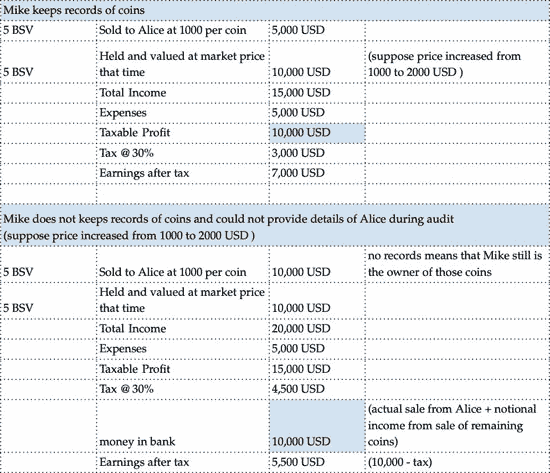 Mike keeps records of coins
5 BSV Sold to Alice at 1000 per coin 5,000 USD
Held and valued at market price (suppose price increased from
5 BSV that time 10,000 USD 1000 to 2000 USD )
Total Income 15,000 USD
Expenses 5,000 USD
Taxable Profit 10,000 USD
Tax @ 30% 3,000 USD
Earnings after tax 7,000 USD
Mike does not keeps records of coins and could not provide details of Alice during audit
(suppose price increased from 1000 to 2000 USD )
no records means that Mike still is
5 BSV Sold to Alice at 1000 per coin 10,000 USD the owner of those coins
Held and valued at market price
5 BSV that time 10,000 USD
Total Income 20,000 USD
Expenses 5,000 USD
Taxable Profit 15,000 USD
Tax @ 30% 4,500 USD
(actual sale from Alice + notional
income from sale of remaining
money in bank 10,000 USD coins)
Earnings after tax 5,500 USD (10,000 - tax)